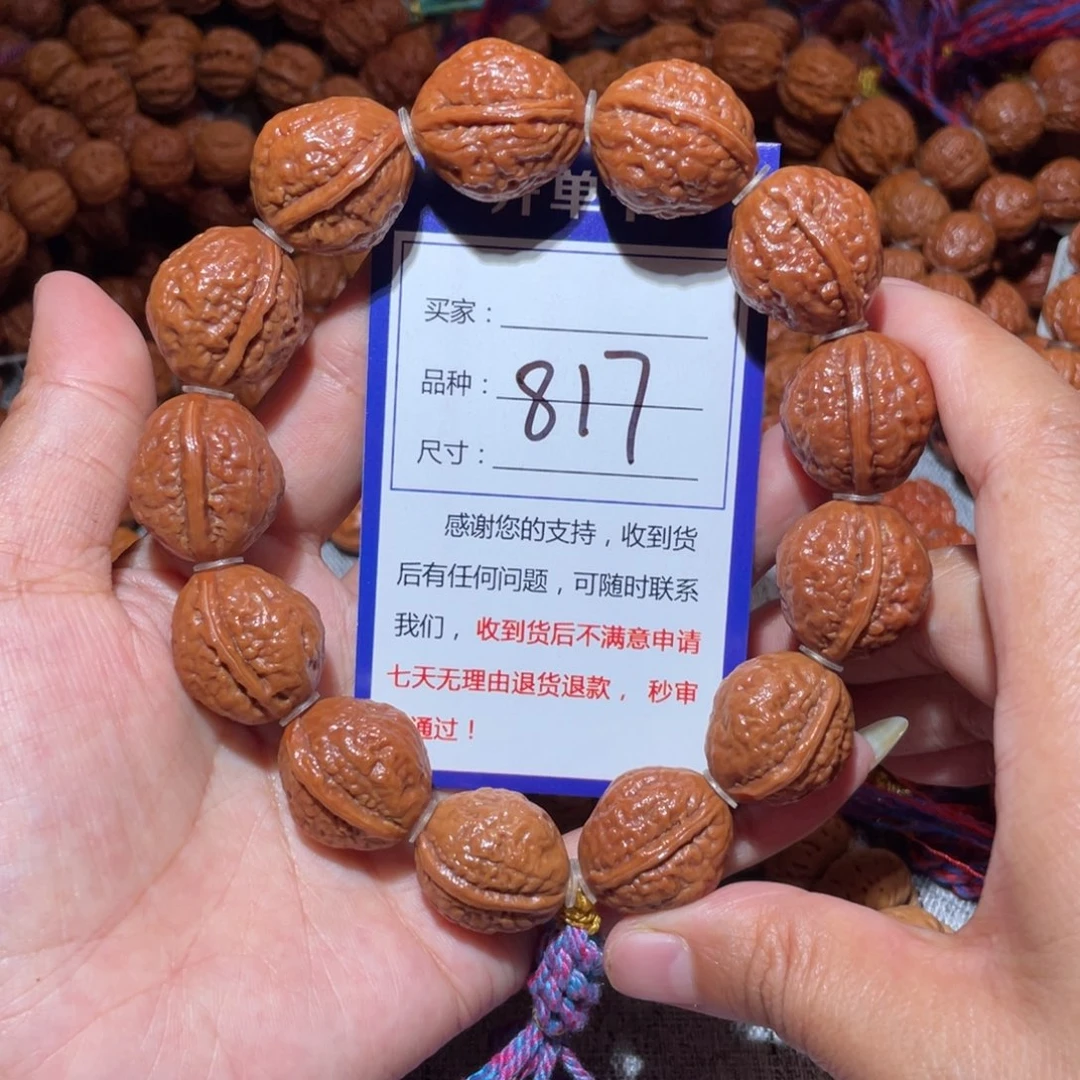 买家：
品种：817
尺寸：
感谢您的支持，收到货
后有任何问题，可随时联系
我们，收到货后不满意申请
七天无理由退货退款，秒审
通过！